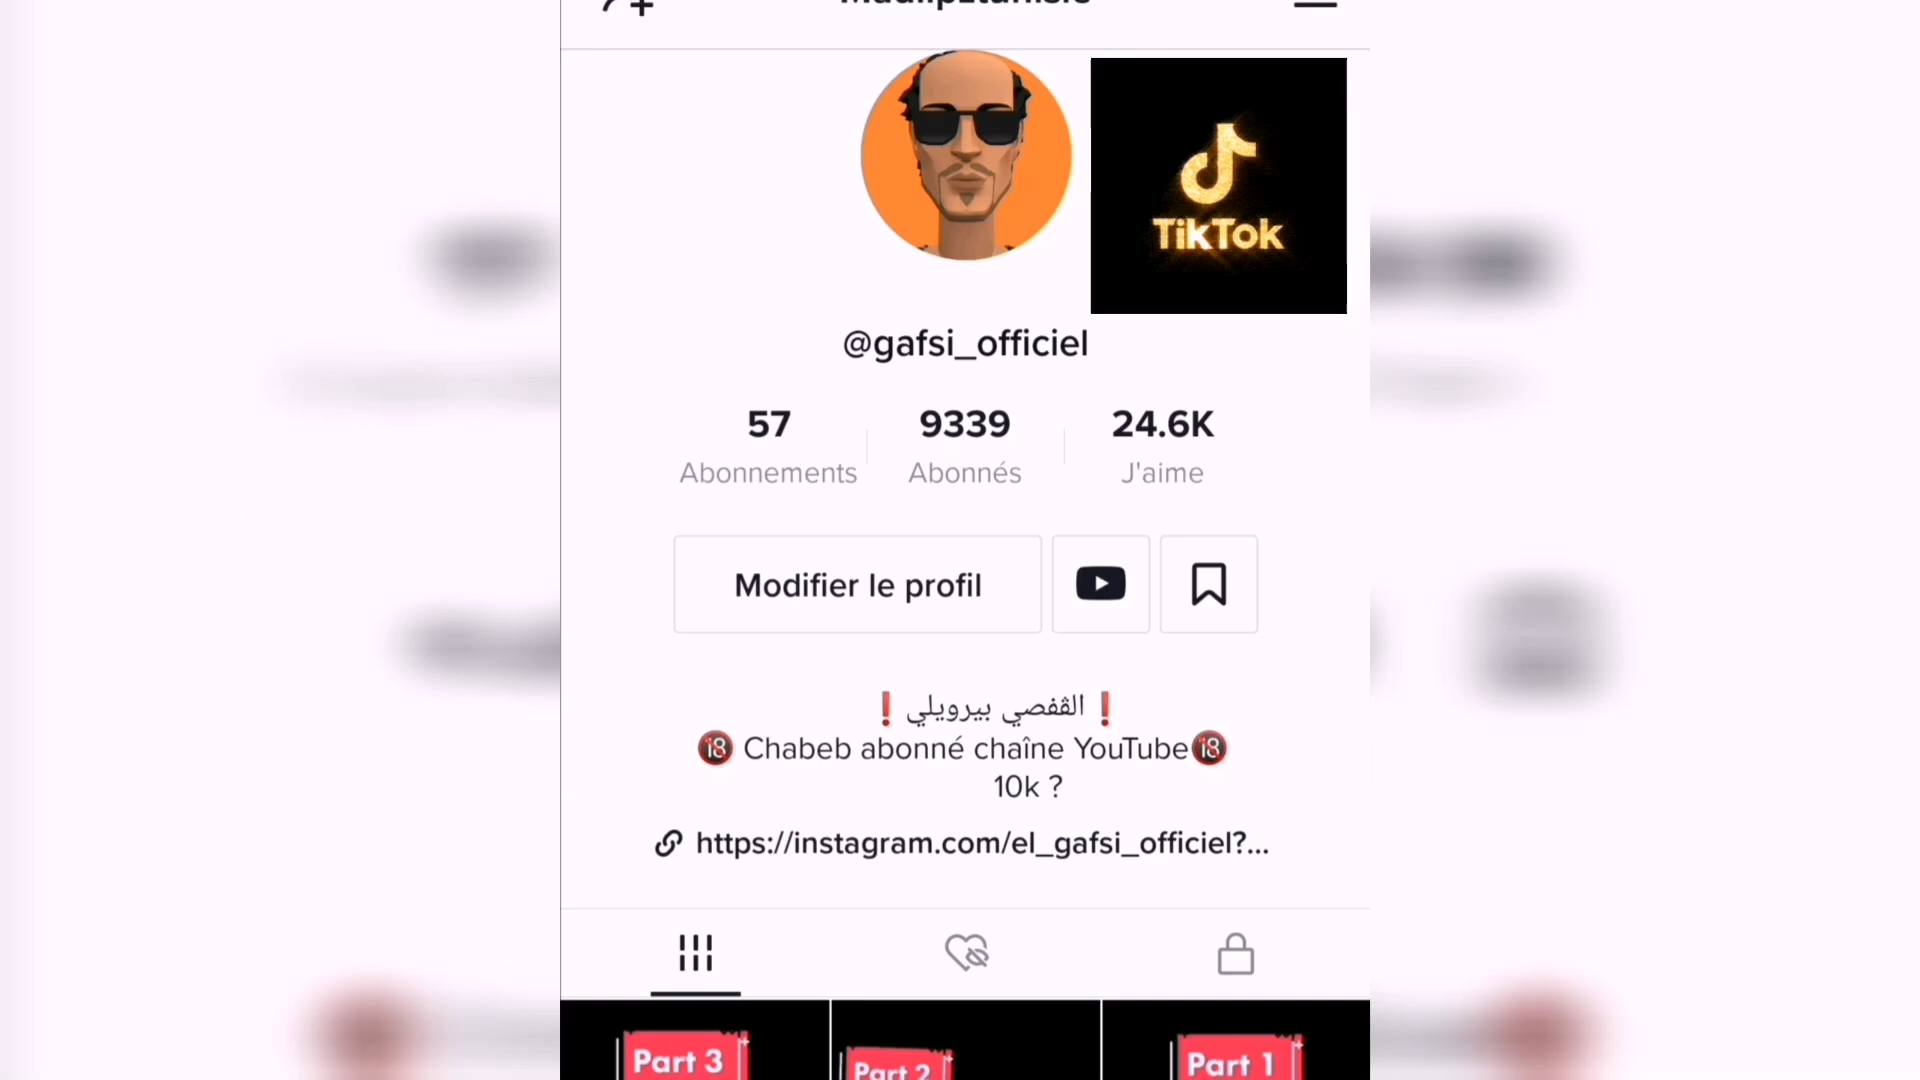 TikTok
@gafsi_officiel
57 9339 24.6K
Abonnements Abonnés J'aime
Modifier le profil
❗ الڨفصي بيرويلي ❗
🔞 Chabeb abonné chaîne YouTube🔞
10k ?
https://instagram.com/el_gafsi_officiel?...
Part 3 Part 2 Part 1